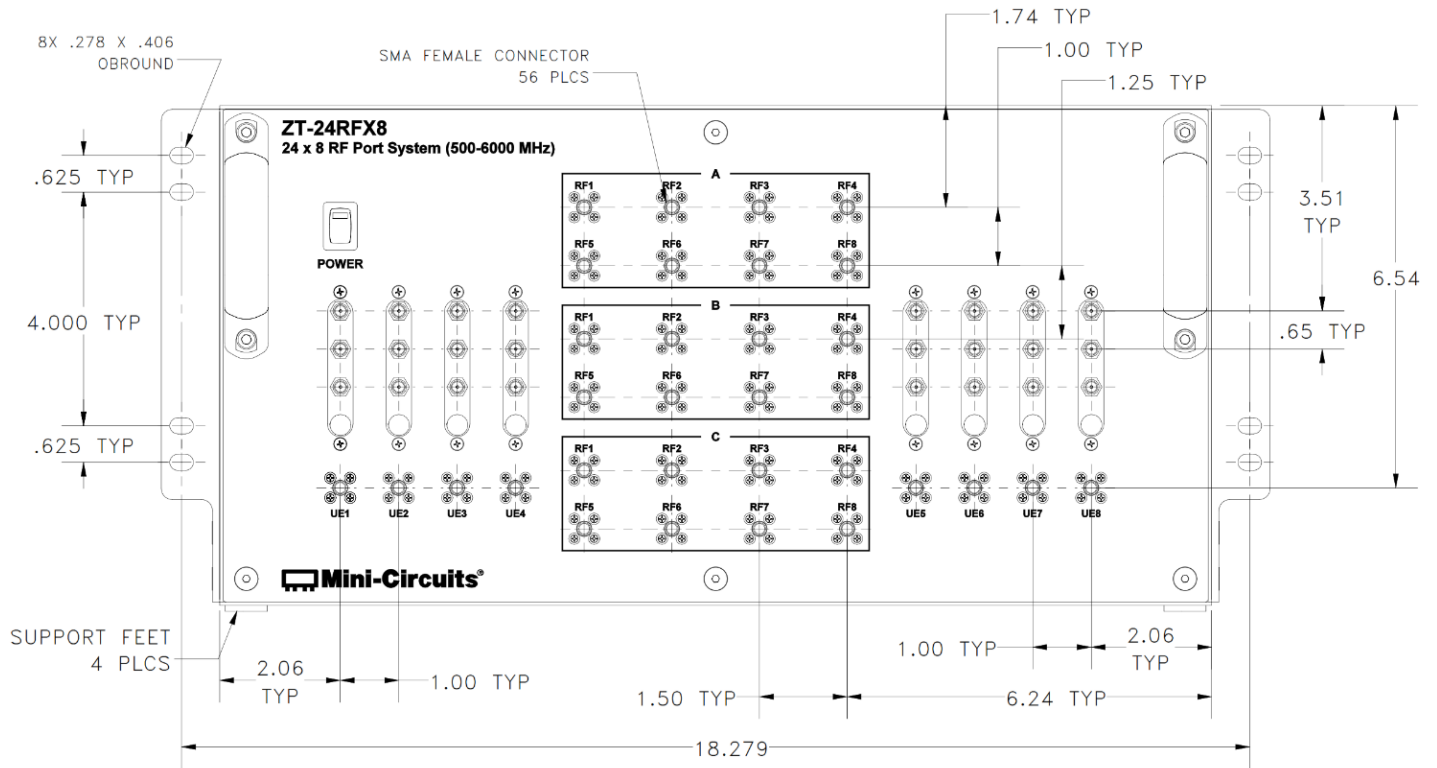 1.74 TYP
8X .278 X .406
OBROUND
SMA FEMALE CONNECTOR
56 PLCS
1.00 TYP
1.25 TYP
ZT-24RFX8
24 x 8 RF Port System (500-6000 MHz)
.625 TYP
A
RF1 RF2 RF3 RF4
3.51
TYP
RF5 RF6 RF7 RF8
POWER
6.54
4.000 TYP
B
RF1 RF2 RF3 RF4
.65 TYP
RF5 RF6 RF7 RF8
.625 TYP
C
RF1 RF2 RF3 RF4
UE1 UE2 UE3 UE4
RF5 RF6 RF7 RF8
UE5 UE6 UE7 UE8
Mini-Circuits®
SUPPORT FEET
4 PLCS
2.06
TYP
1.00 TYP
1.50 TYP
6.24 TYP
1.00 TYP
2.06
TYP
18.279